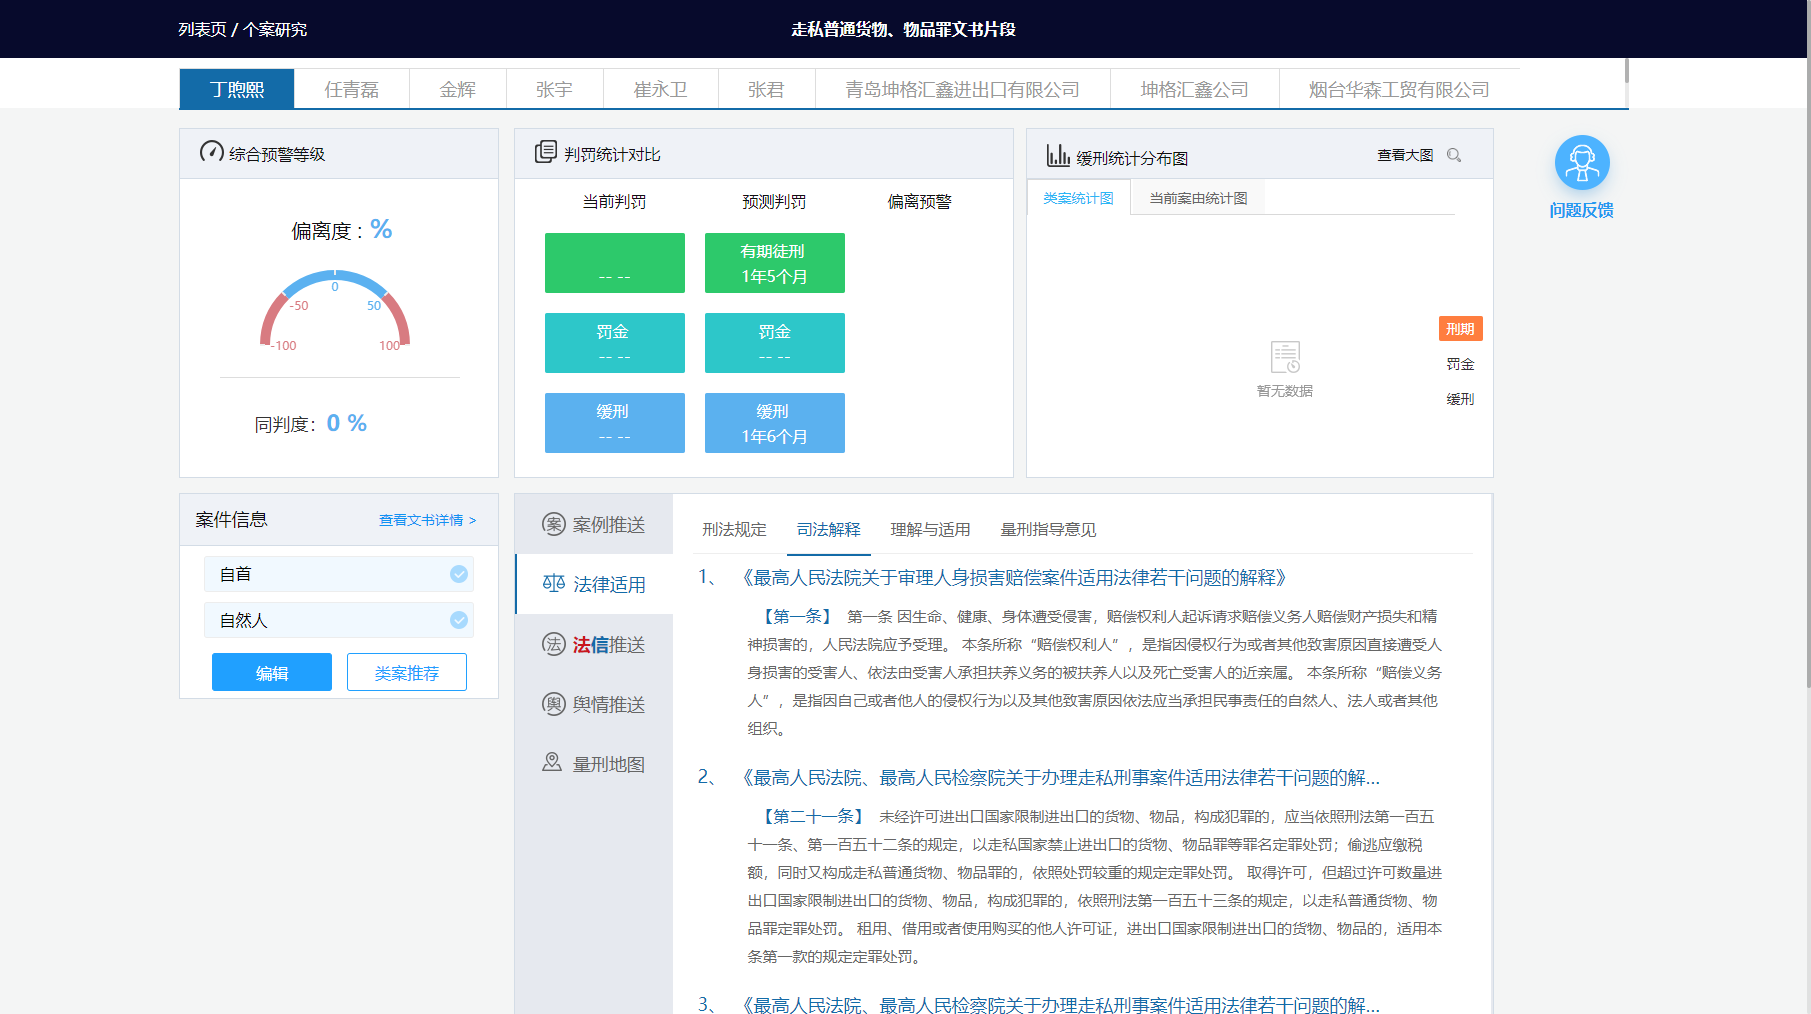 列表页 / 个案研究
走私普通货物、物品罪文书片段
丁煦熙 任青磊 金辉 张宇 崔永卫 张君 青岛坤格汇鑫进出口有限公司 坤格汇鑫公司 烟台华森工贸有限公司
综合预警等级
偏离度： %
0
-50 50
-100 100
同判度： 0 %
判罚统计对比
当前判罚 预测判罚 偏离预警
有期徒刑
-- -- 1年5个月
罚金 罚金
-- -- -- --
缓刑 缓刑
-- -- 1年6个月
缓刑统计分布图 查看大图
类案统计图 当前案由统计图
暂无数据
刑期
罚金
缓刑
问题反馈
案件信息 查看文书详情 >
自首
自然人
编辑 类案推荐
案 案例推送
法律适用
法 法信推送
舆 舆情推送
量刑地图
刑法规定 司法解释 理解与适用 量刑指导意见
1、 《最高人民法院关于审理人身损害赔偿案件适用法律若干问题的解释》
【第一条】 第一条 因生命、健康、身体遭受侵害，赔偿权利人起诉请求赔偿义务人赔偿财产损失和精
神损害的，人民法院应予受理。 本条所称“赔偿权利人”，是指因侵权行为或者其他致害原因直接遭受人
身损害的受害人、依法由受害人承担扶养义务的被扶养人以及死亡受害人的近亲属。 本条所称“赔偿义务
人”，是指因自己或者他人的侵权行为以及其他致害原因依法应当承担民事责任的自然人、法人或者其他
组织。
2、 《最高人民法院、最高人民检察院关于办理走私刑事案件适用法律若干问题的解...
【第二十一条】 未经许可进出口国家限制进出口的货物、物品，构成犯罪的，应当依照刑法第一百五
十一条、第一百五十二条的规定，以走私国家禁止进出口的货物、物品罪等罪名定罪处罚；偷逃应缴税
额，同时又构成走私普通货物、物品罪的，依照处罚较重的规定定罪处罚。 取得许可，但超过许可数量进
出口国家限制进出口的货物、物品，构成犯罪的，依照刑法第一百五十三条的规定，以走私普通货物、物
品罪定罪处罚。 租用、借用或者使用购买的他人许可证，进出口国家限制进出口的货物、物品的，适用本
条第一款的规定定罪处罚。
3、 《最高人民法院、最高人民检察院关于办理走私刑事案件适用法律若干问题的解...